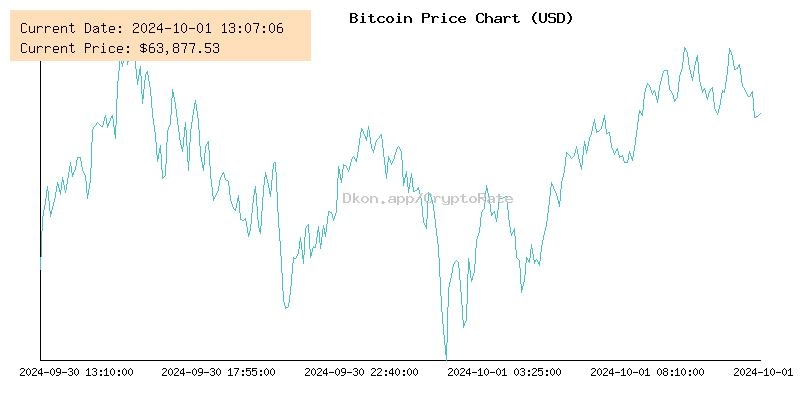 Bitcoin Price Chart (USD)
Current Date: 2024-10-01 13:07:06
Current Price: $63,877.53
Dkon.app/CryptoRate
2024-09-30 13:10:00 2024-09-30 17:55:00 2024-09-30 22:40:00 2024-10-01 03:25:00 2024-10-01 08:10:00 2024-10-01